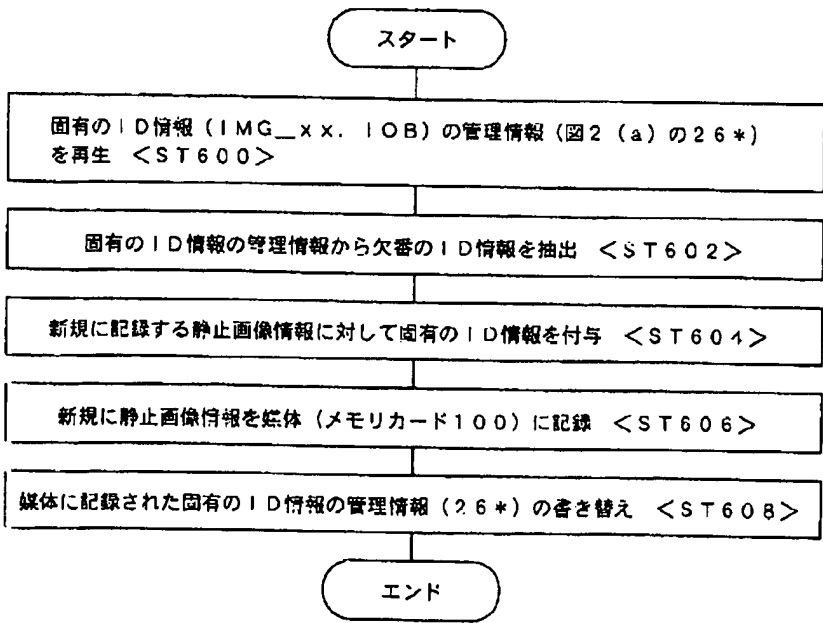 スタート
固有のID情報(IMG__xx.IOB)の管理情報(図2(a)の26*)
を再生 <ST600>
固有のID情報の管理情報から欠番のID情報を抽出 <ST602>
新規に記録する静止画像情報に対して固有のID情報を付与 <ST604>
新規に静止画像情報を媒体(メモリカード100)に記録 <ST606>
媒体に記録された固有のID情報の管理情報(26*)の書き替え <ST608>
エンド